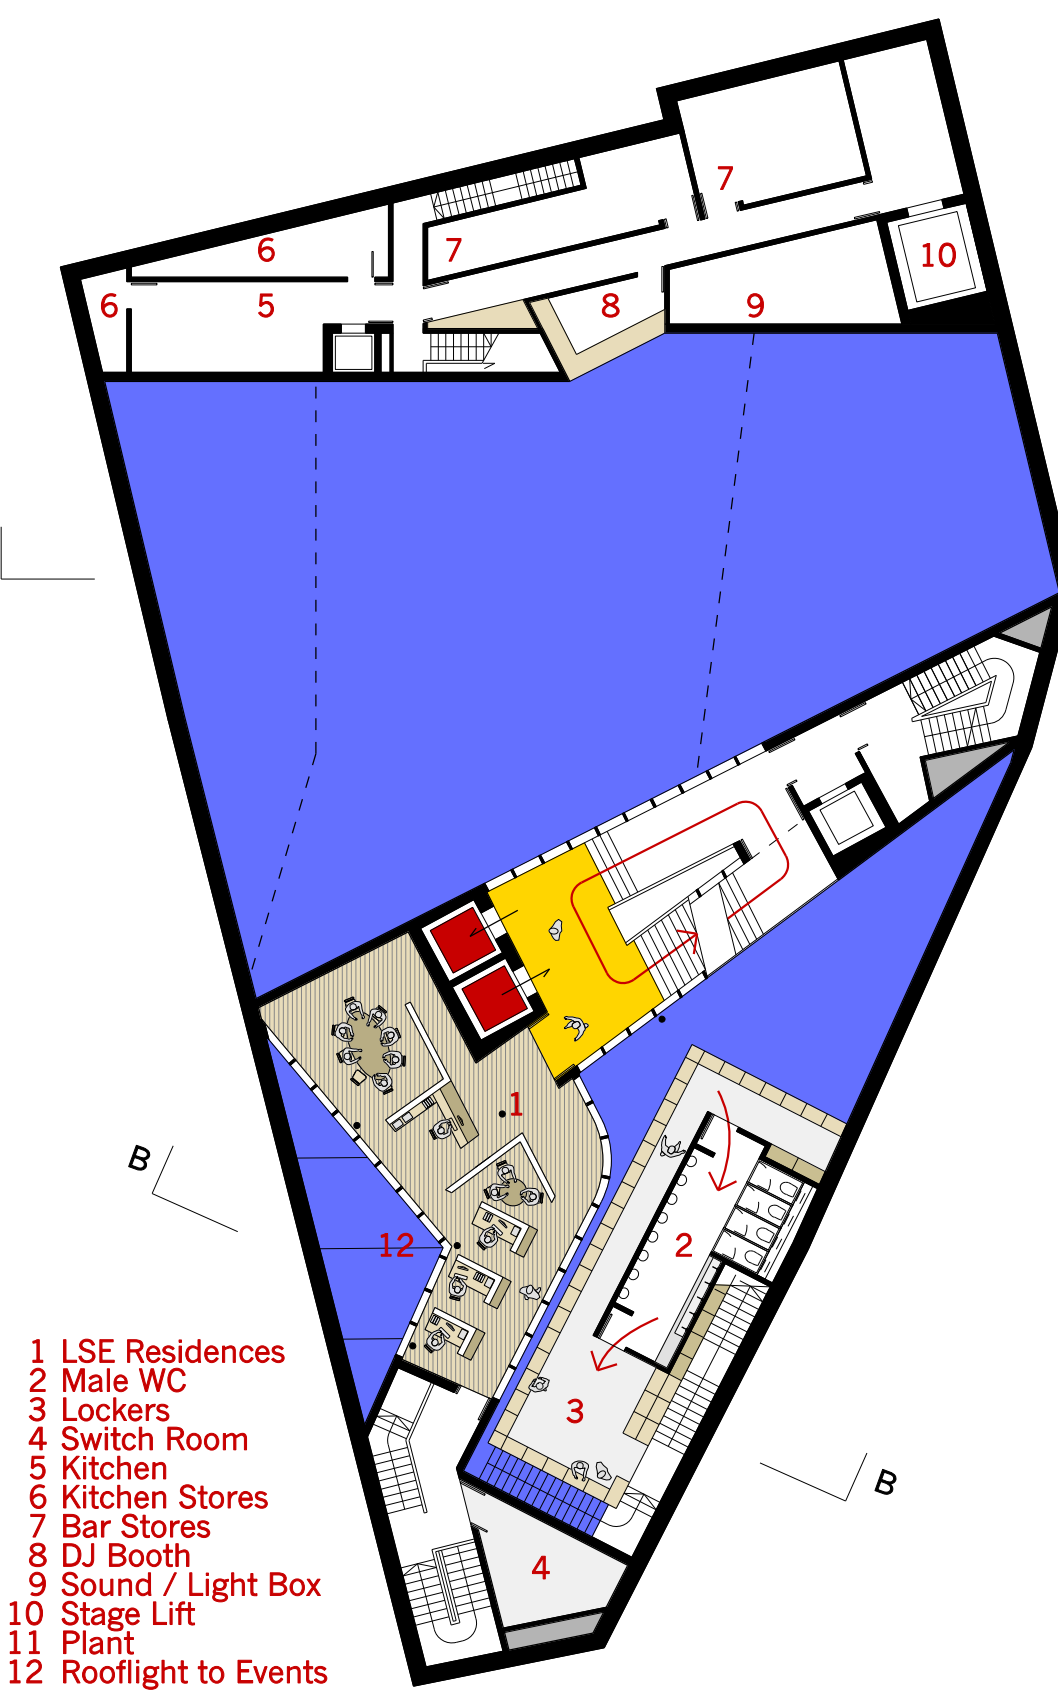 7
6
7
10
6
5
8
9
1
B
2
12
3
B
4
1 LSE Residences
2 Male WC
3 Lockers
4 Switch Room
5 Kitchen
6 Kitchen Stores
7 Bar Stores
8 DJ Booth
9 Sound / Light Box
10 Stage Lift
11 Plant
12 Rooflight to Events